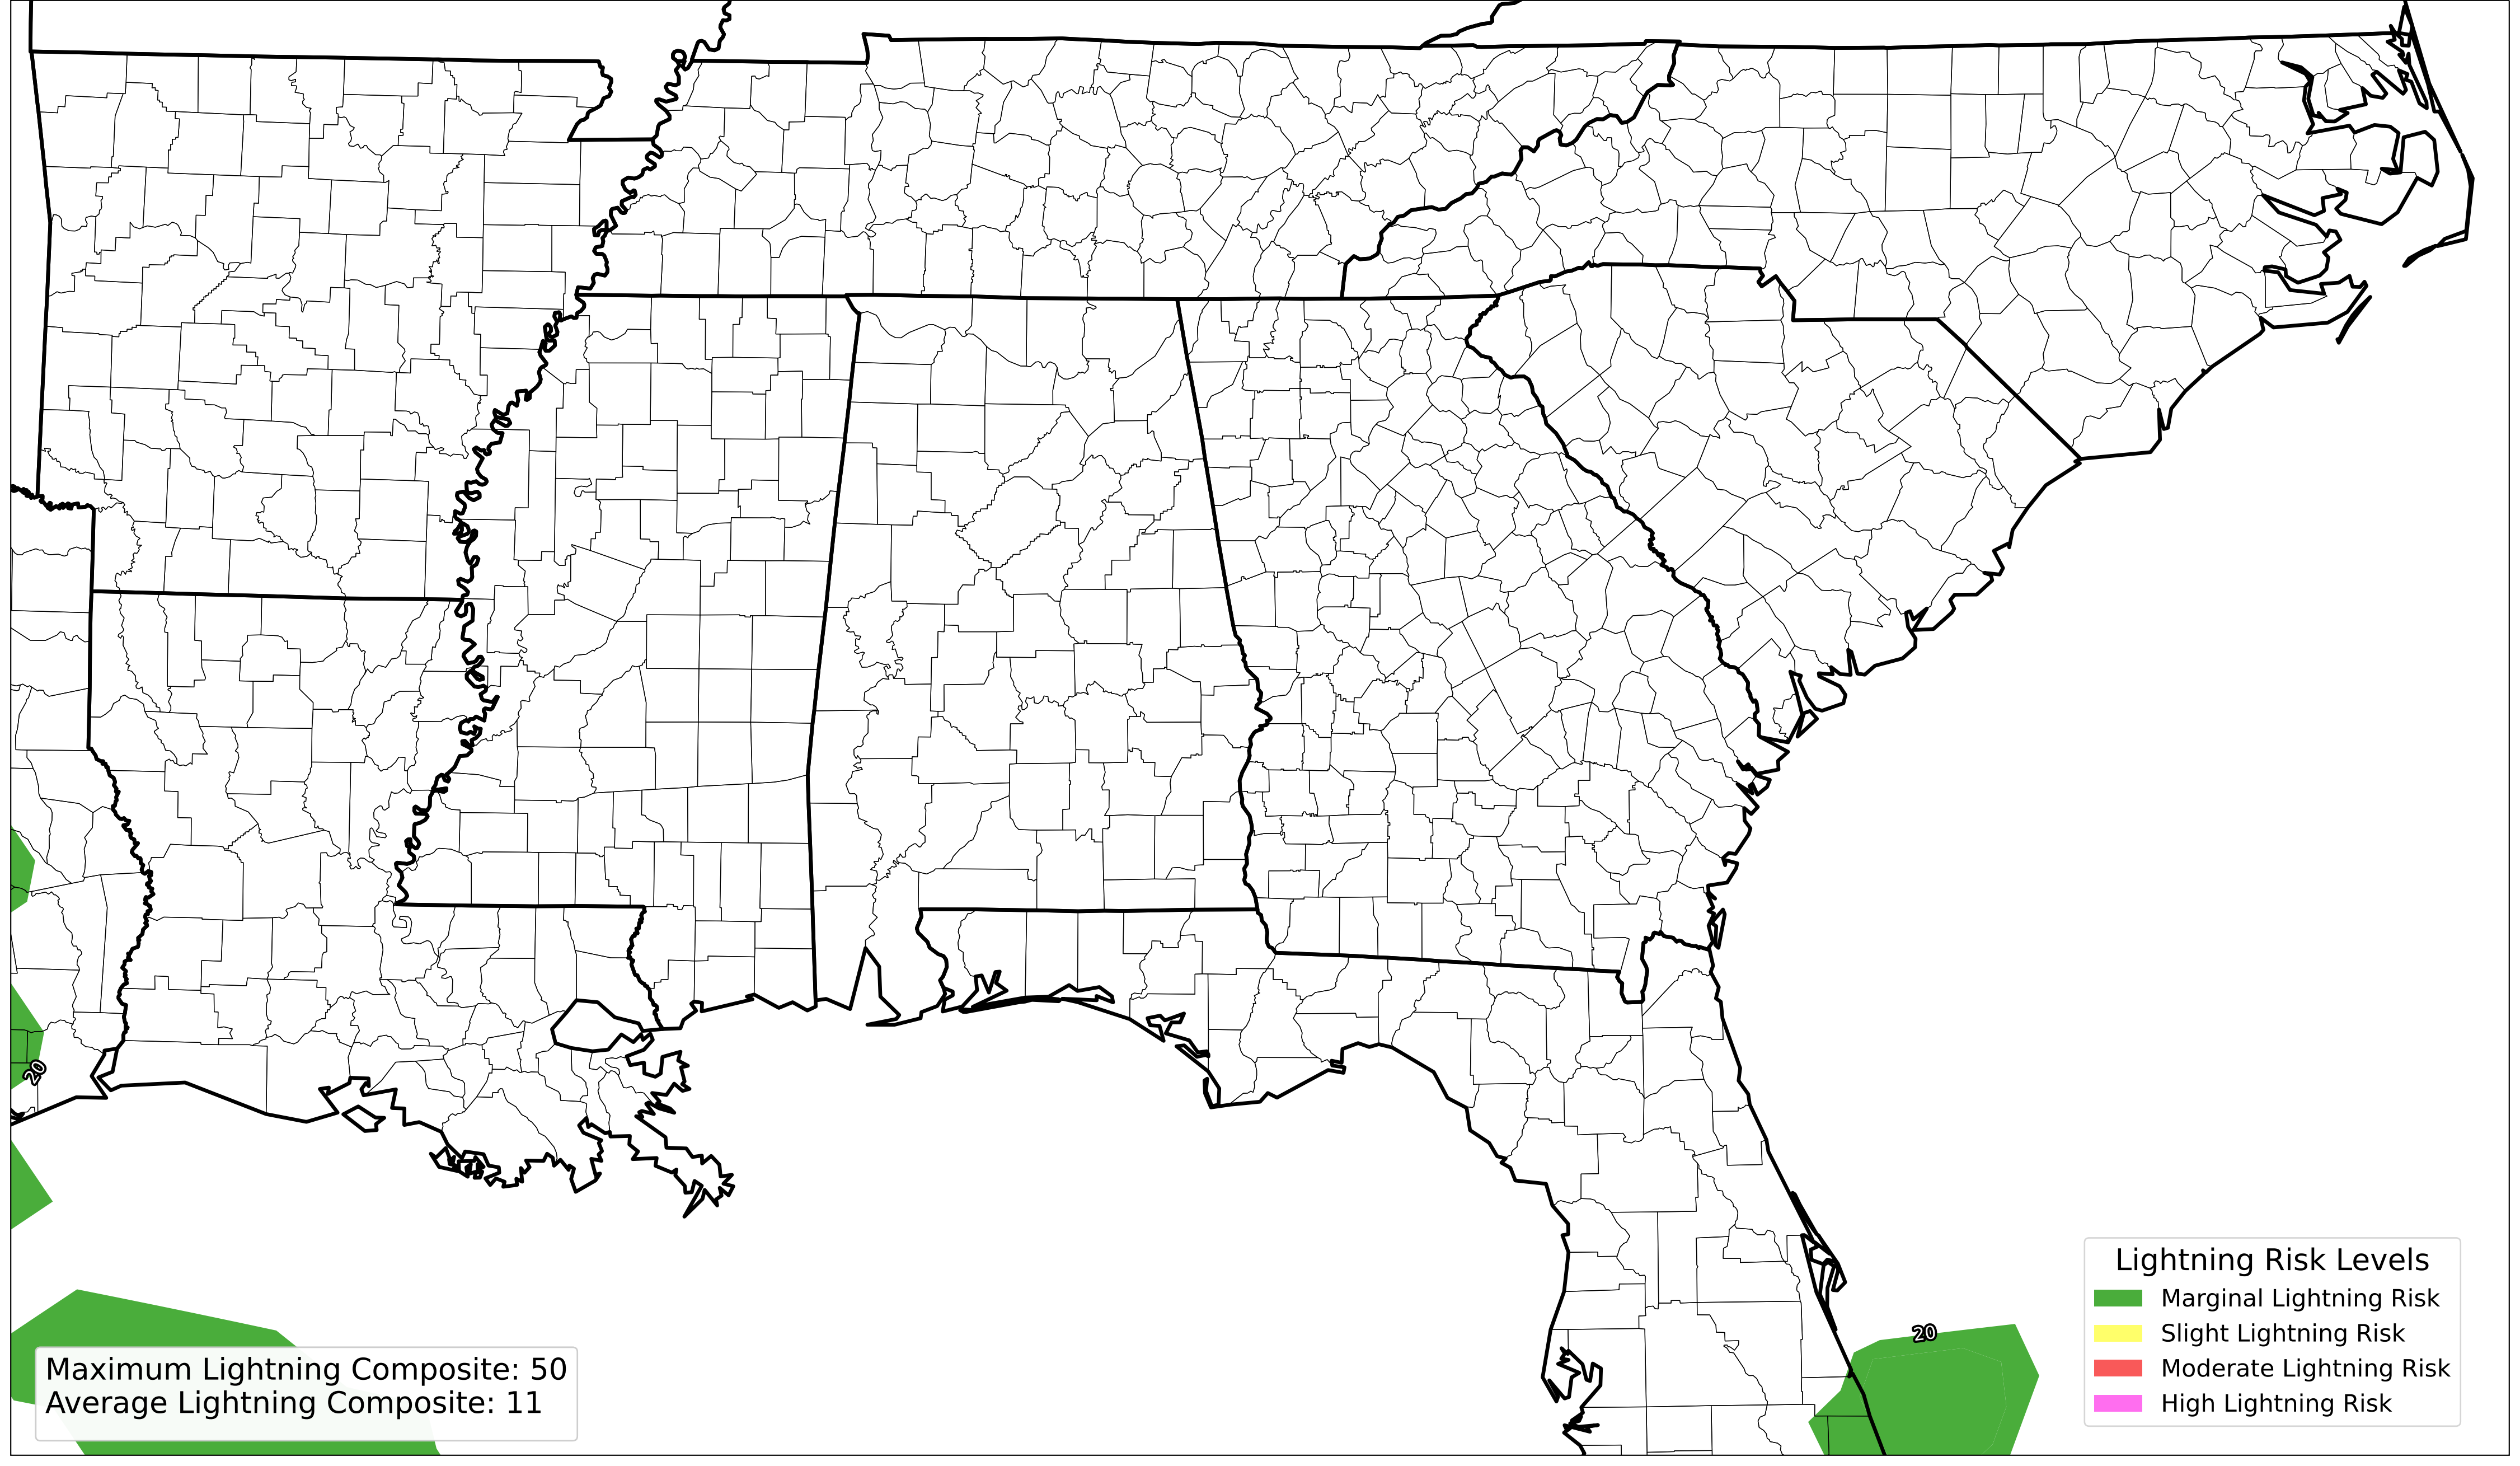 20
20
Maximum Lightning Composite: 50
Average Lightning Composite: 11
Lightning Risk Levels
Marginal Lightning Risk
Slight Lightning Risk
Moderate Lightning Risk
High Lightning Risk